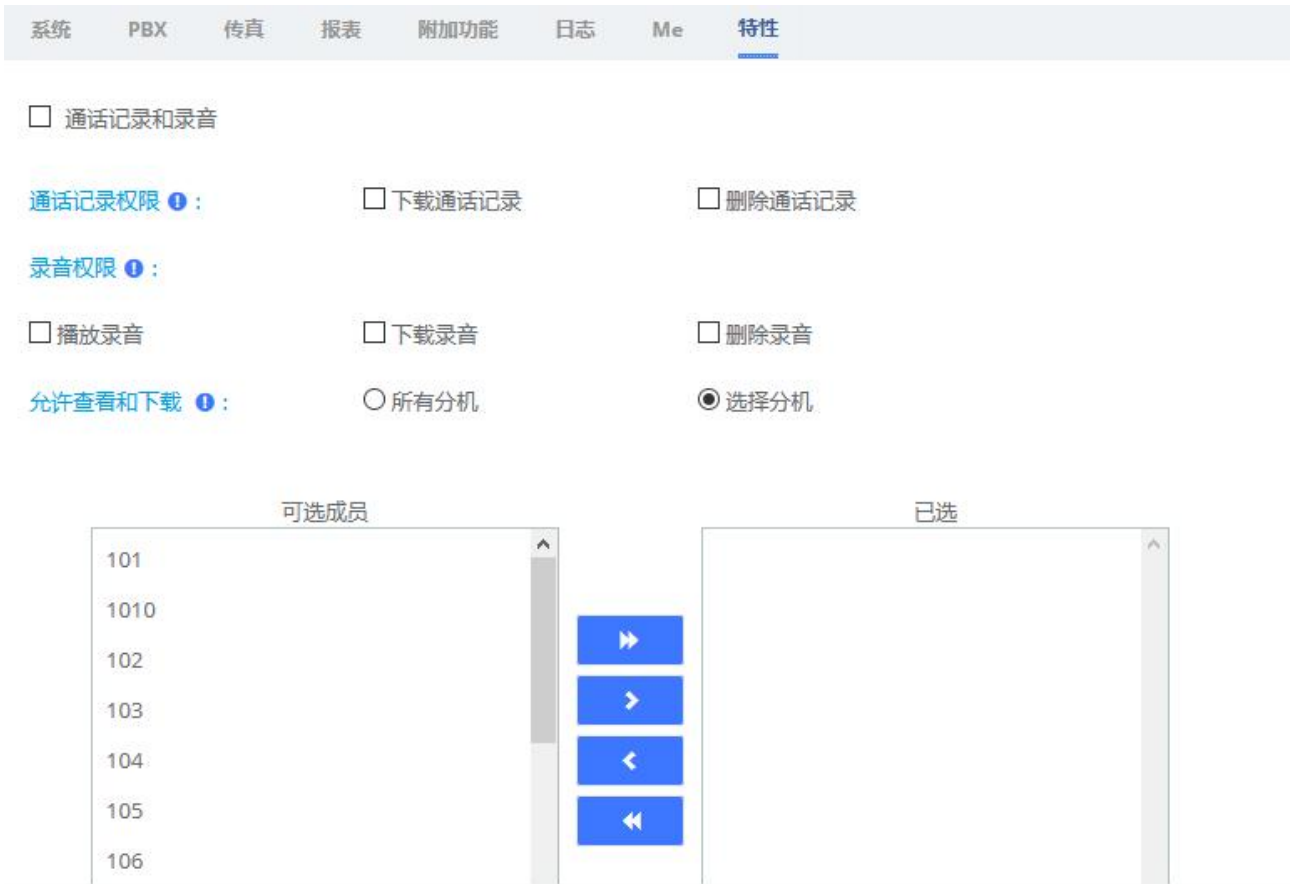 系统 PBX 传真 报表 附加功能 日志 Me 特性
通话记录和录音
通话记录权限 : 下载通话记录 删除通话记录
录音权限 :
播放录音 下载录音 删除录音
允许查看和下载 : 所有分机 选择分机
可选成员 已选
101
1010
102
103
104
105
106